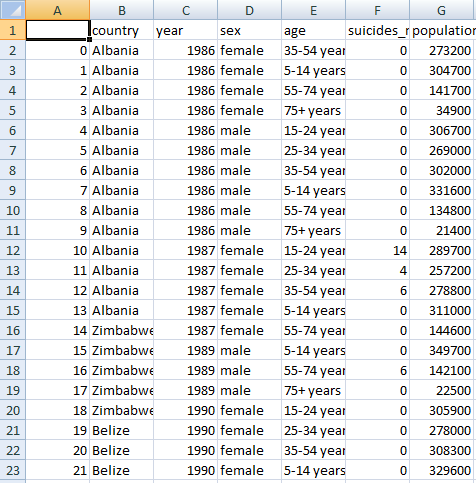 A B C D E F G
1 country year sex age suicides_n population
2 0 Albania 1986 female 35-54 year 0 273200
3 1 Albania 1986 female 5-14 years 0 304700
4 2 Albania 1986 female 55-74 year 0 141700
5 3 Albania 1986 female 75+ years 0 34900
6 4 Albania 1986 male 15-24 year 0 306700
7 5 Albania 1986 male 25-34 year 0 269000
8 6 Albania 1986 male 35-54 year 0 302000
9 7 Albania 1986 male 5-14 years 0 331600
10 8 Albania 1986 male 55-74 year 0 134800
11 9 Albania 1986 male 75+ years 0 21400
12 10 Albania 1987 female 15-24 year 14 289700
13 11 Albania 1987 female 25-34 year 4 257200
14 12 Albania 1987 female 35-54 year 6 278800
15 13 Albania 1987 female 5-14 years 0 311000
16 14 Zimbabwe 1987 female 55-74 year 0 144600
17 15 Zimbabwe 1989 male 5-14 years 0 349700
18 16 Zimbabwe 1989 male 55-74 year 6 142100
19 17 Zimbabwe 1989 male 75+ years 0 22500
20 18 Zimbabwe 1990 female 15-24 year 0 305900
21 19 Belize 1990 female 25-34 year 0 278000
22 20 Belize 1990 female 35-54 year 0 308300
23 21 Belize 1990 female 5-14 years 0 329600